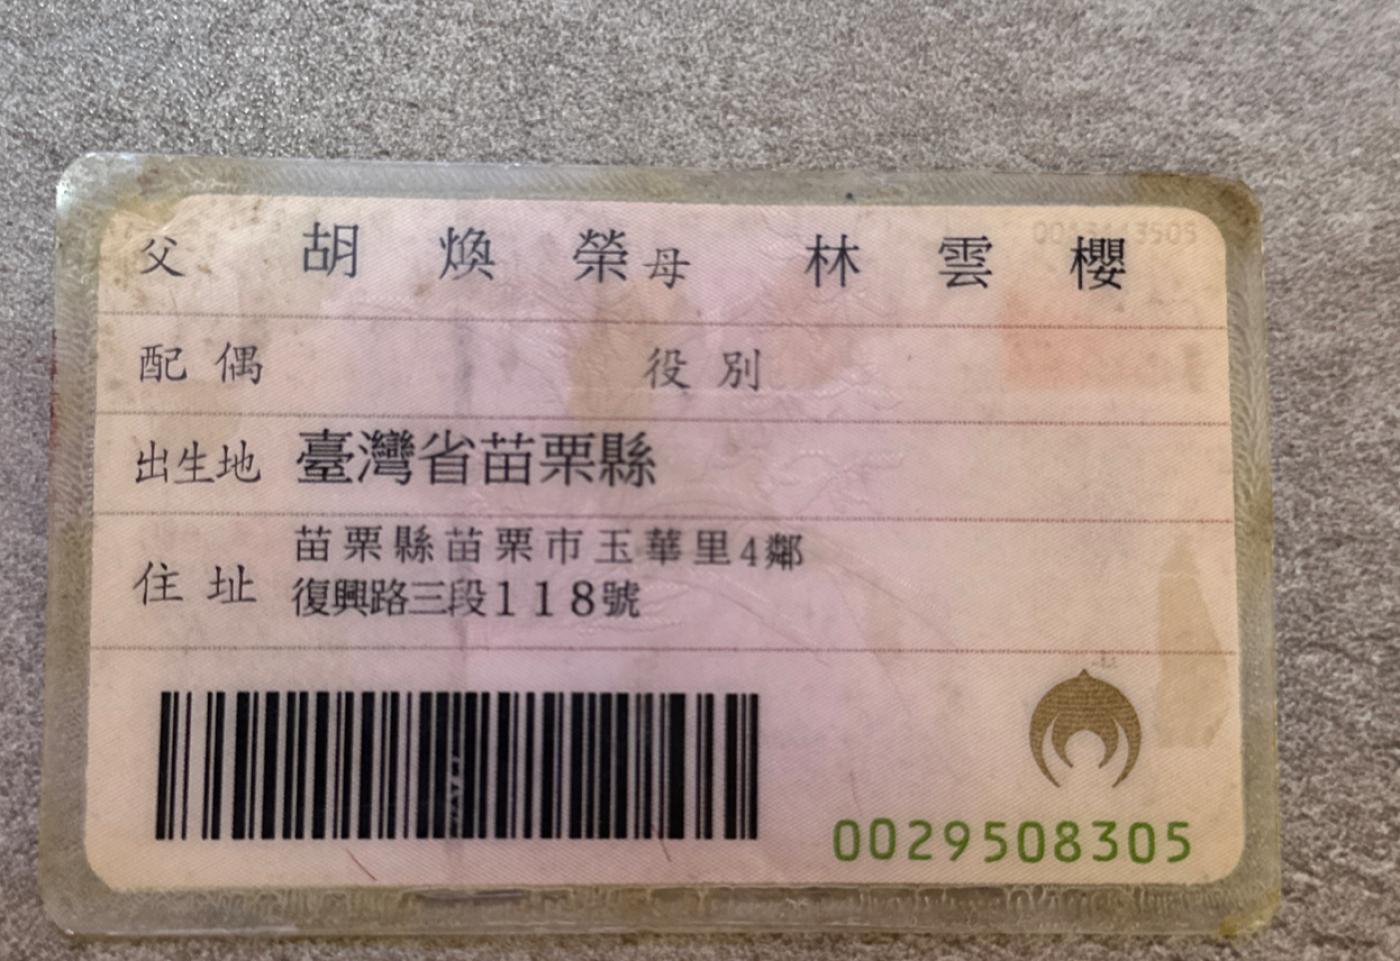 父 胡煥榮 母 林雲櫻
配偶 役別
出生地 臺灣省苗栗縣
住址 苗栗縣苗栗市玉華里4鄰
復興路三段118號
0029508305